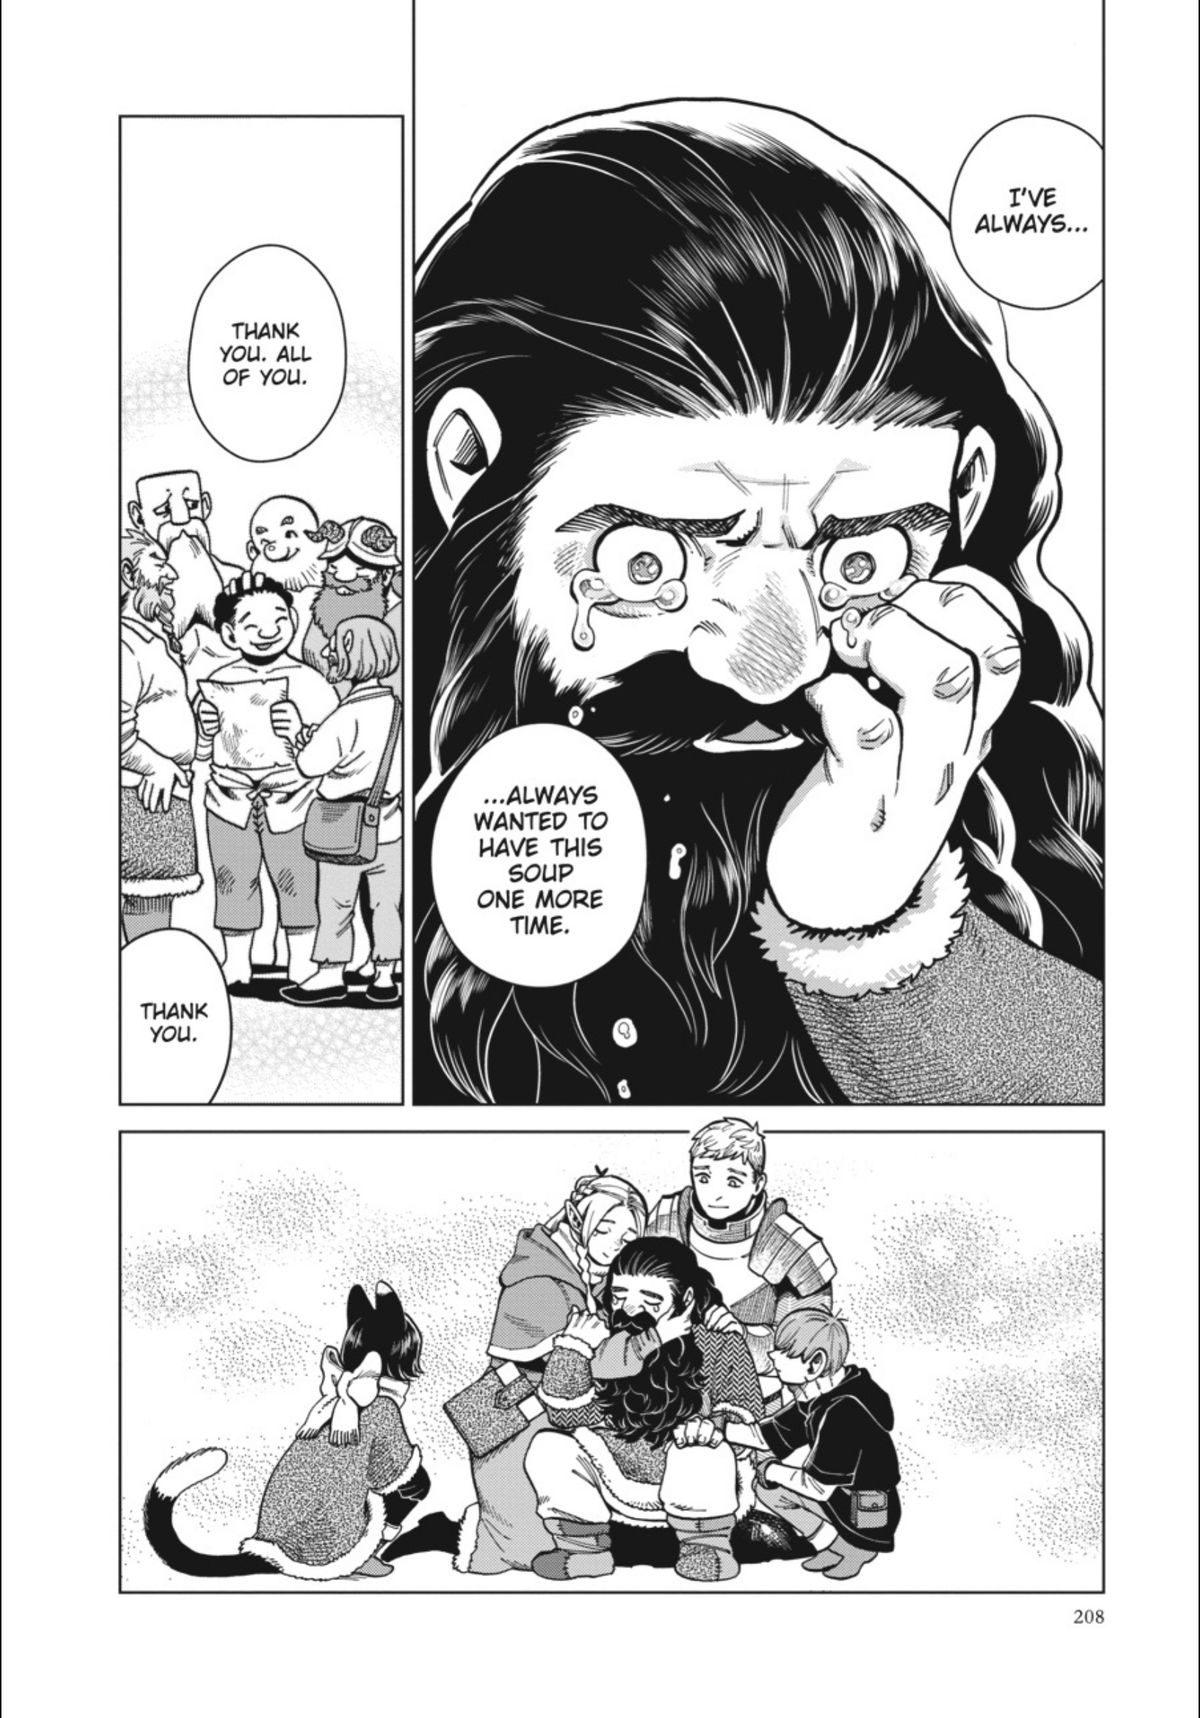 I'VE
ALWAYS...
...ALWAYS
WANTED TO
HAVE THIS
SOUP
ONE MORE
TIME.
THANK
YOU. ALL
OF YOU.
THANK
YOU.
208